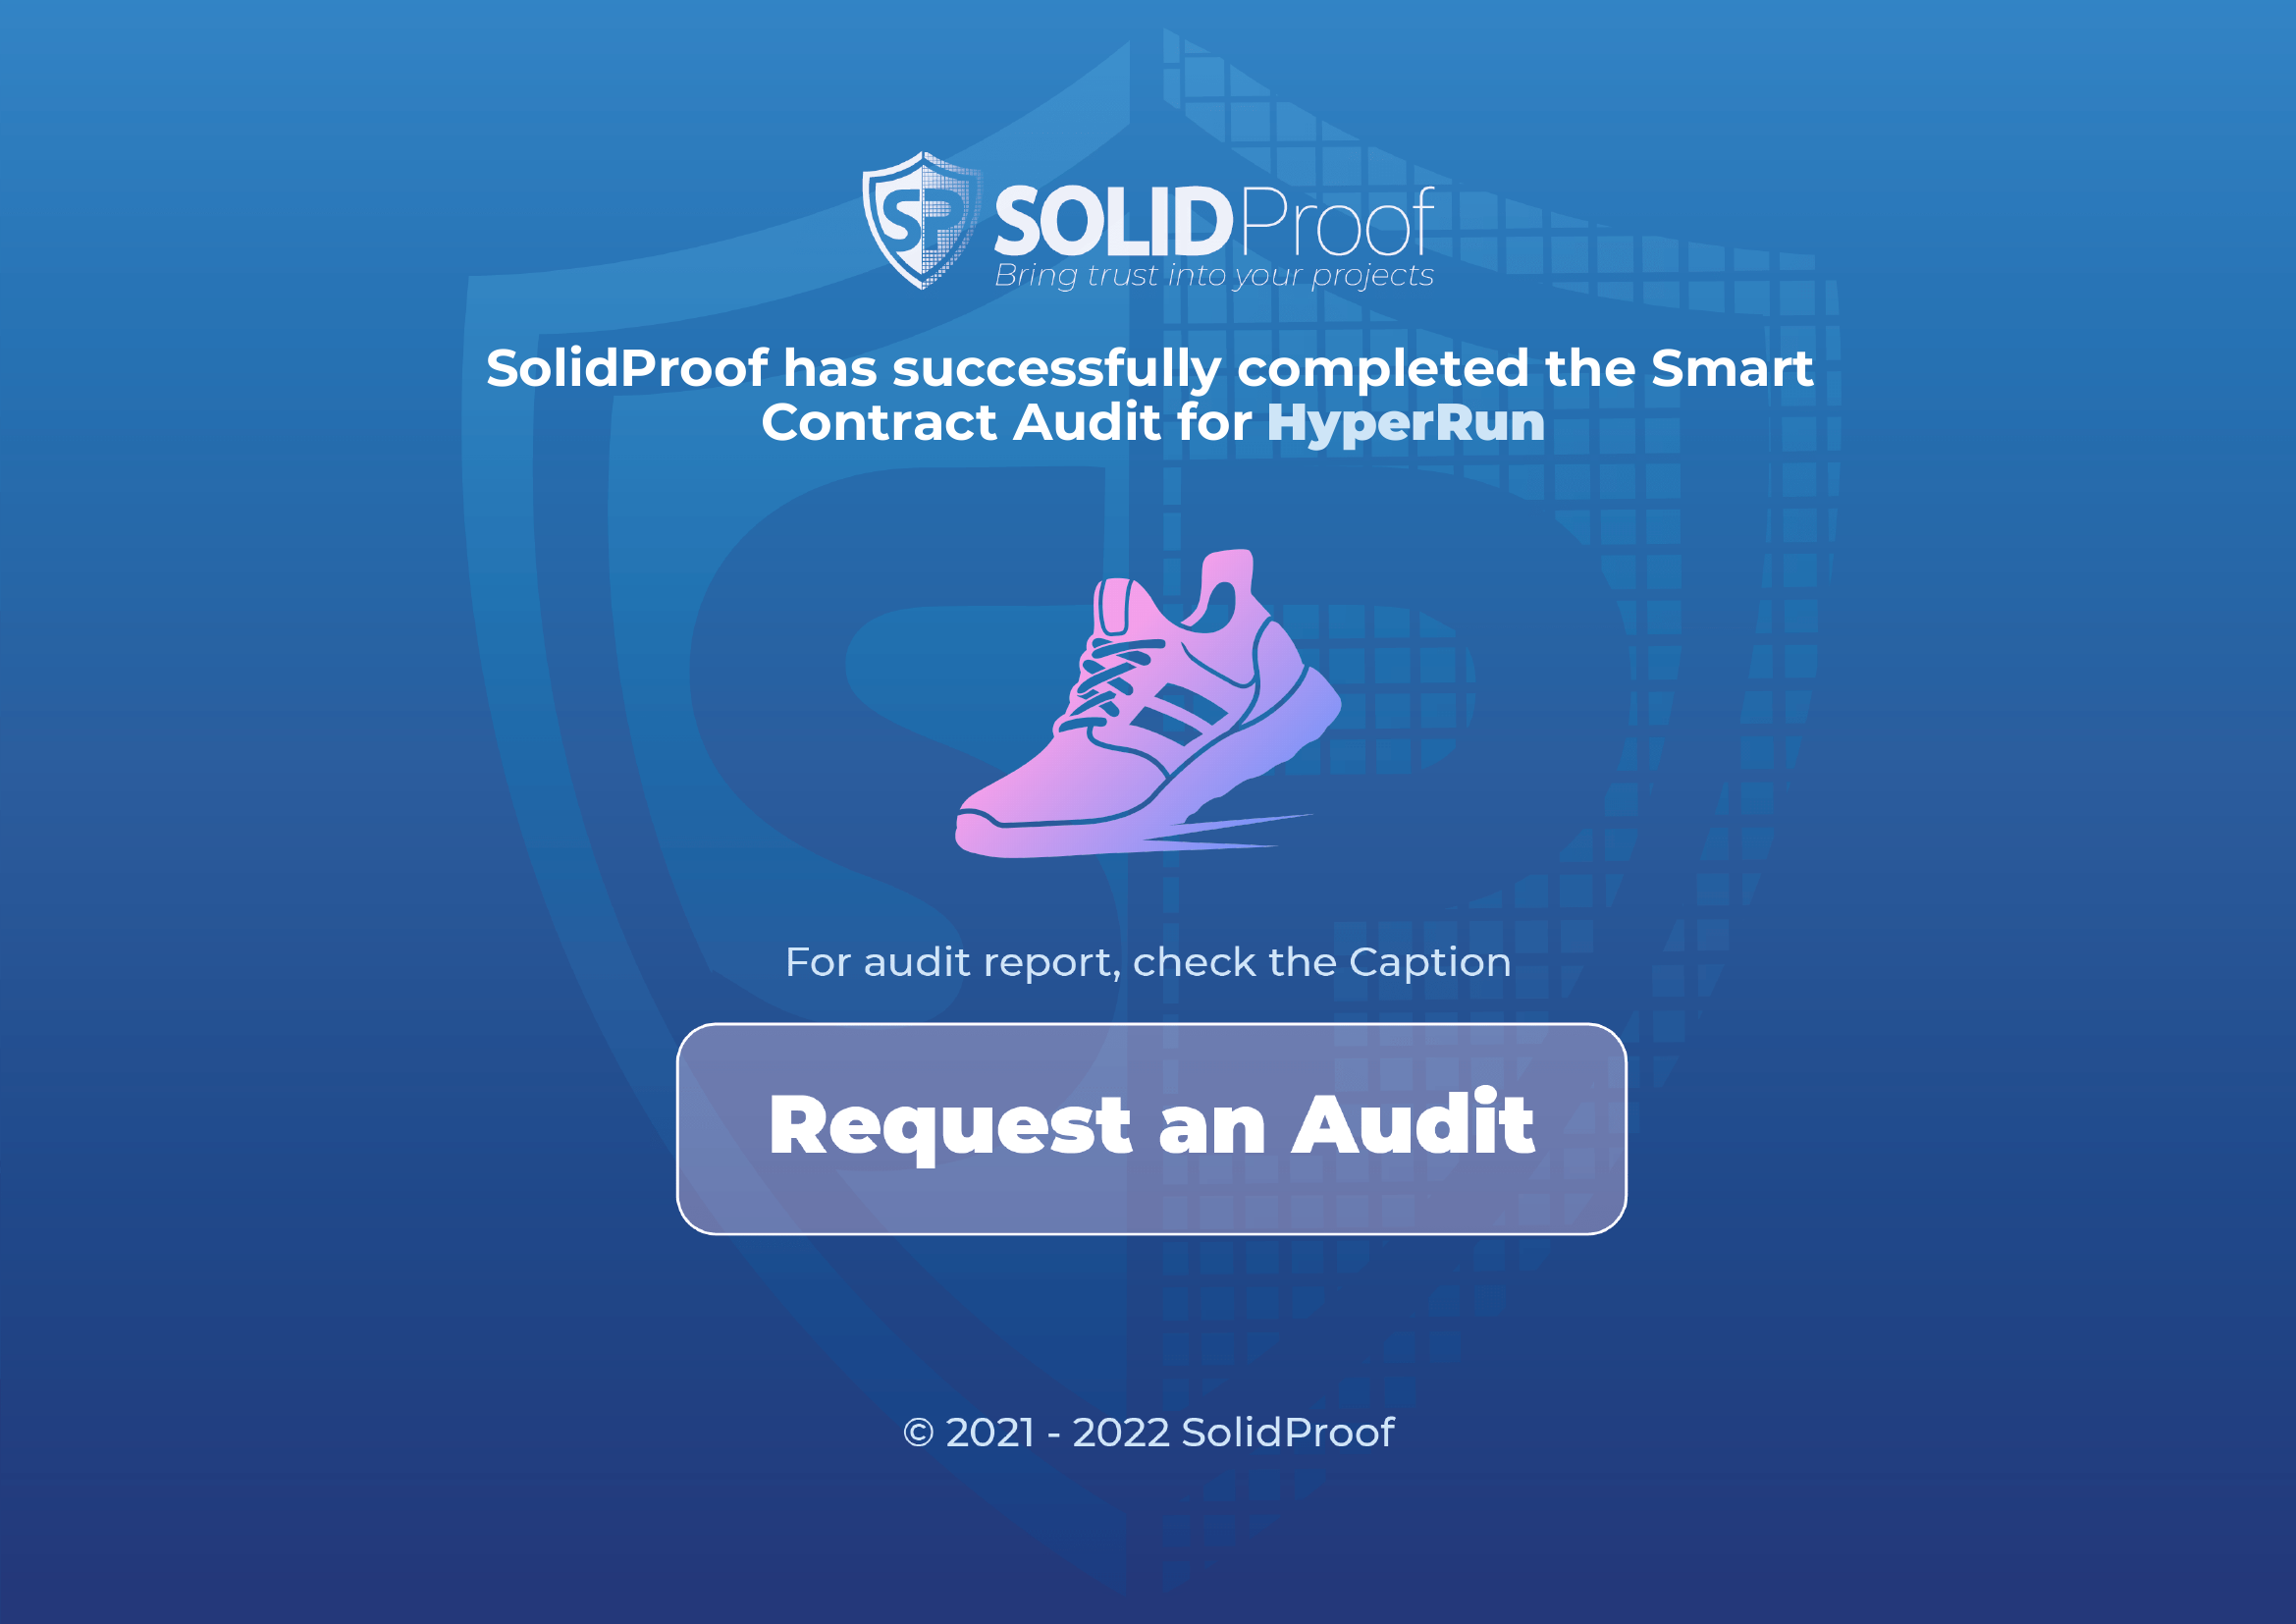 SP SOLIDProof
Bring trust into your projects
SolidProof has successfully completed the Smart
Contract Audit for HyperRun
For audit report, check the Caption
Request an Audit
© 2021 - 2022 SolidProof